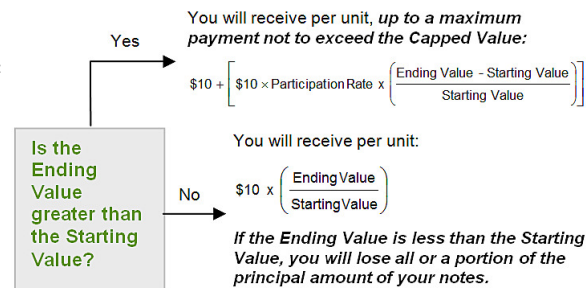 You will receive per unit, up to a maximum
Yes
payment not to exceed the Capped Value:
$10 + [ $10 × Participation Rate x ( Ending Value - Starting Value / Starting Value ) ]
Is the
Ending
Value
greater than
the Starting
Value?
You will receive per unit:
No
$10 x ( Ending Value / Starting Value )
If the Ending Value is less than the Starting
Value, you will lose all or a portion of the
principal amount of your notes.